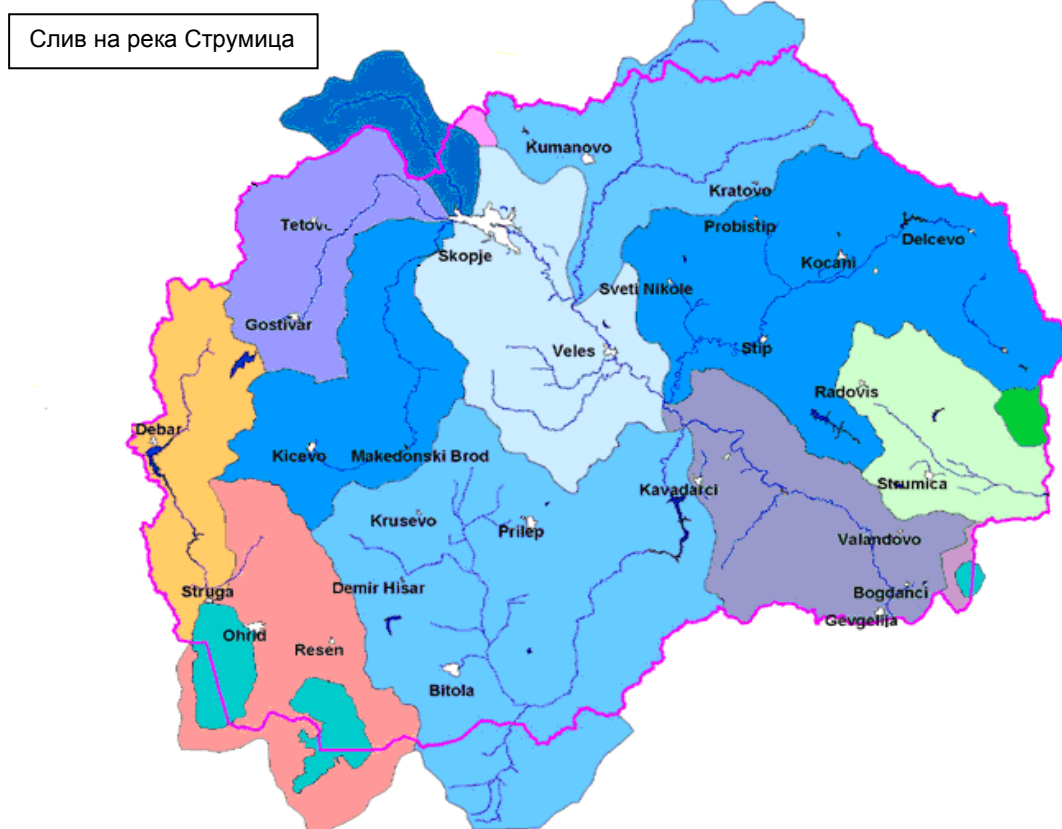 Слив на река Струмица
Kumanovo
Kratovo
Tetovo
Probistip
Delcevo
Skopje
Kocani
Sveti Nikole
Gostivar
Veles
Stip
Radovis
Debar
Kicevo
Makedonski Brod
Strumica
Kavadarci
Krusevo
Prilep
Valandovo
Demir Hisar
Struga
Bogdanci
Gevgelija
Ohrid
Resen
Bitola